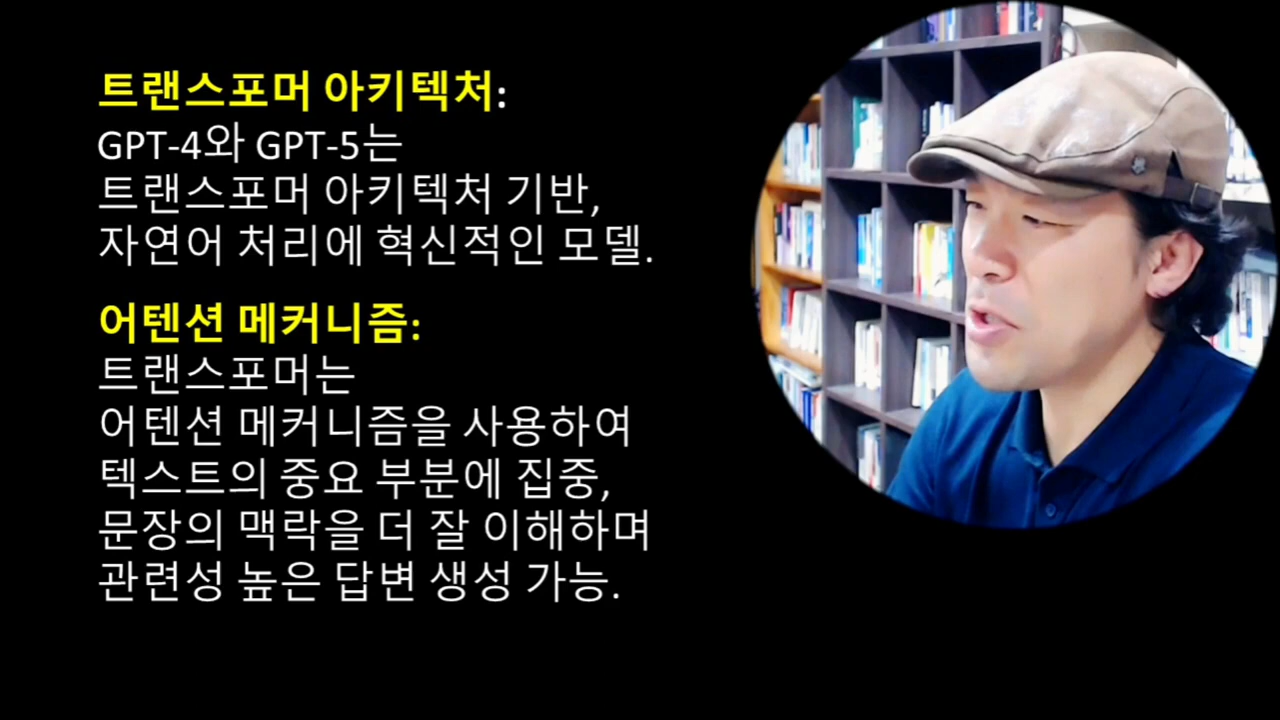 트랜스포머 아키텍처:
GPT-4와 GPT-5는
트랜스포머 아키텍처 기반,
자연어 처리에 혁신적인 모델.
어텐션 메커니즘:
트랜스포머는
어텐션 메커니즘을 사용하여
텍스트의 중요 부분에 집중,
문장의 맥락을 더 잘 이해하며
관련성 높은 답변 생성 가능.